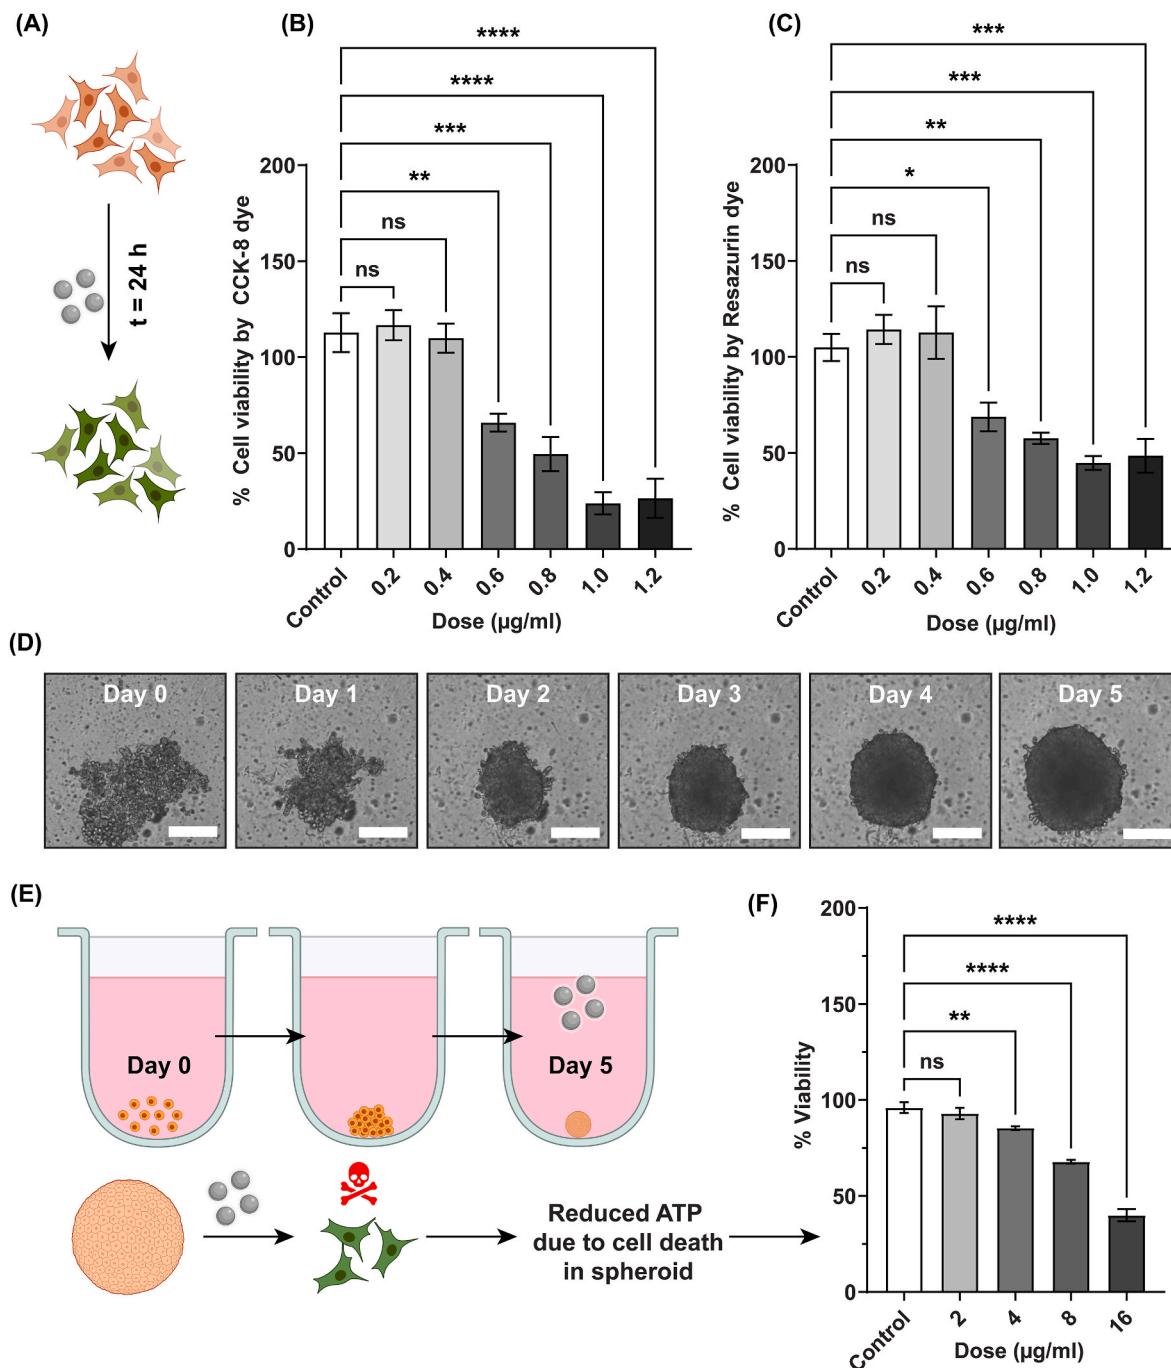 (A)
t = 24 h
(B)
% Cell viability by CCK-8 dye
200
150
100
50
0
****
****
***
**
ns
ns
Control
0.2
0.4
0.6
0.8
1.0
1.2
Dose (µg/ml)
(C)
% Cell viability by Resazurin dye
200
150
100
50
0
***
***
**
*
ns
ns
Control
0.2
0.4
0.6
0.8
1.0
1.2
Dose (µg/ml)
(D)
Day 0
Day 1
Day 2
Day 3
Day 4
Day 5
(E)
Day 0
Day 5
Reduced ATP
due to cell death
in spheroid
(F)
% Viability
200
150
100
50
0
****
****
**
ns
Control
2
4
8
16
Dose (µg/ml)